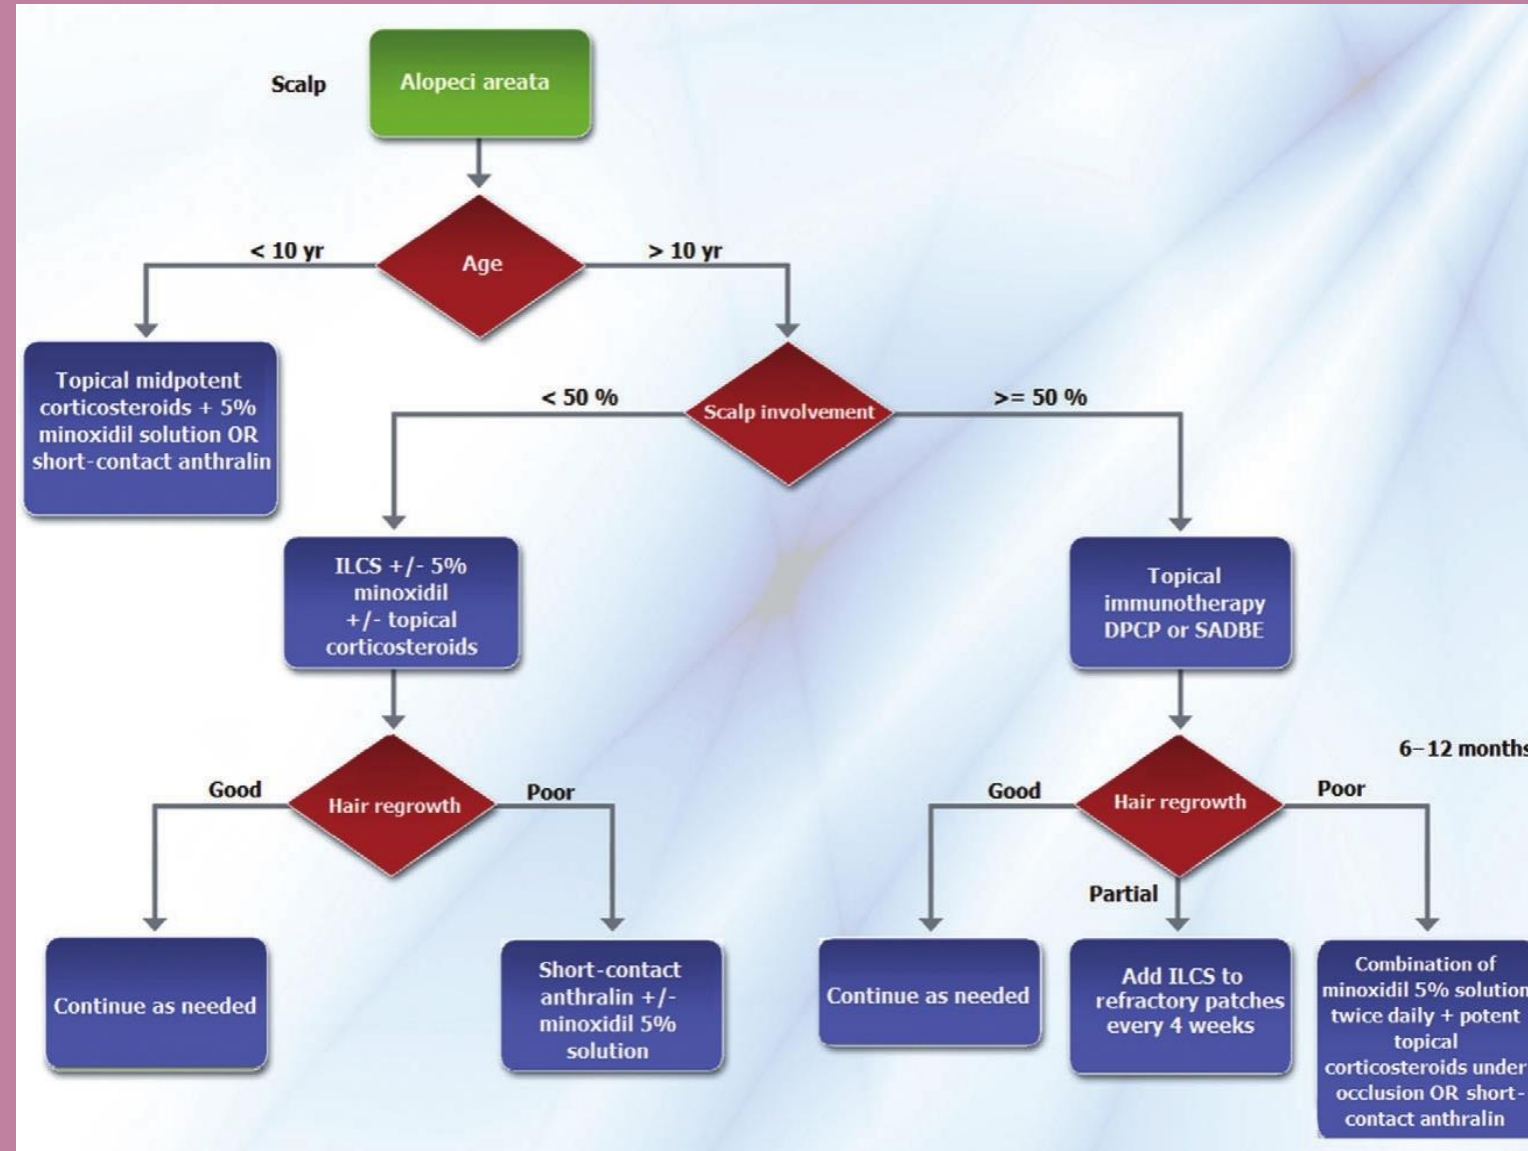 Scalp
Alopeci areata
< 10 yr
Age
> 10 yr
Topical midpotent
corticosteroids + 5%
minoxidil solution OR
short-contact anthralin
< 50 %
Scalp involvement
>= 50 %
ILCS +/- 5%
minoxidil
+/- topical
corticosteroids
Topical
immunotherapy
DPCP or SADBE
6–12 months
Good
Hair regrowth
Poor
Good
Hair regrowth
Poor
Partial
Continue as needed
Short-contact
anthralin +/-
minoxidil 5%
solution
Continue as needed
Add ILCS to
refractory patches
every 4 weeks
Combination of
minoxidil 5% solution
twice daily + potent
topical
corticosteroids under
occlusion OR short-
contact anthralin